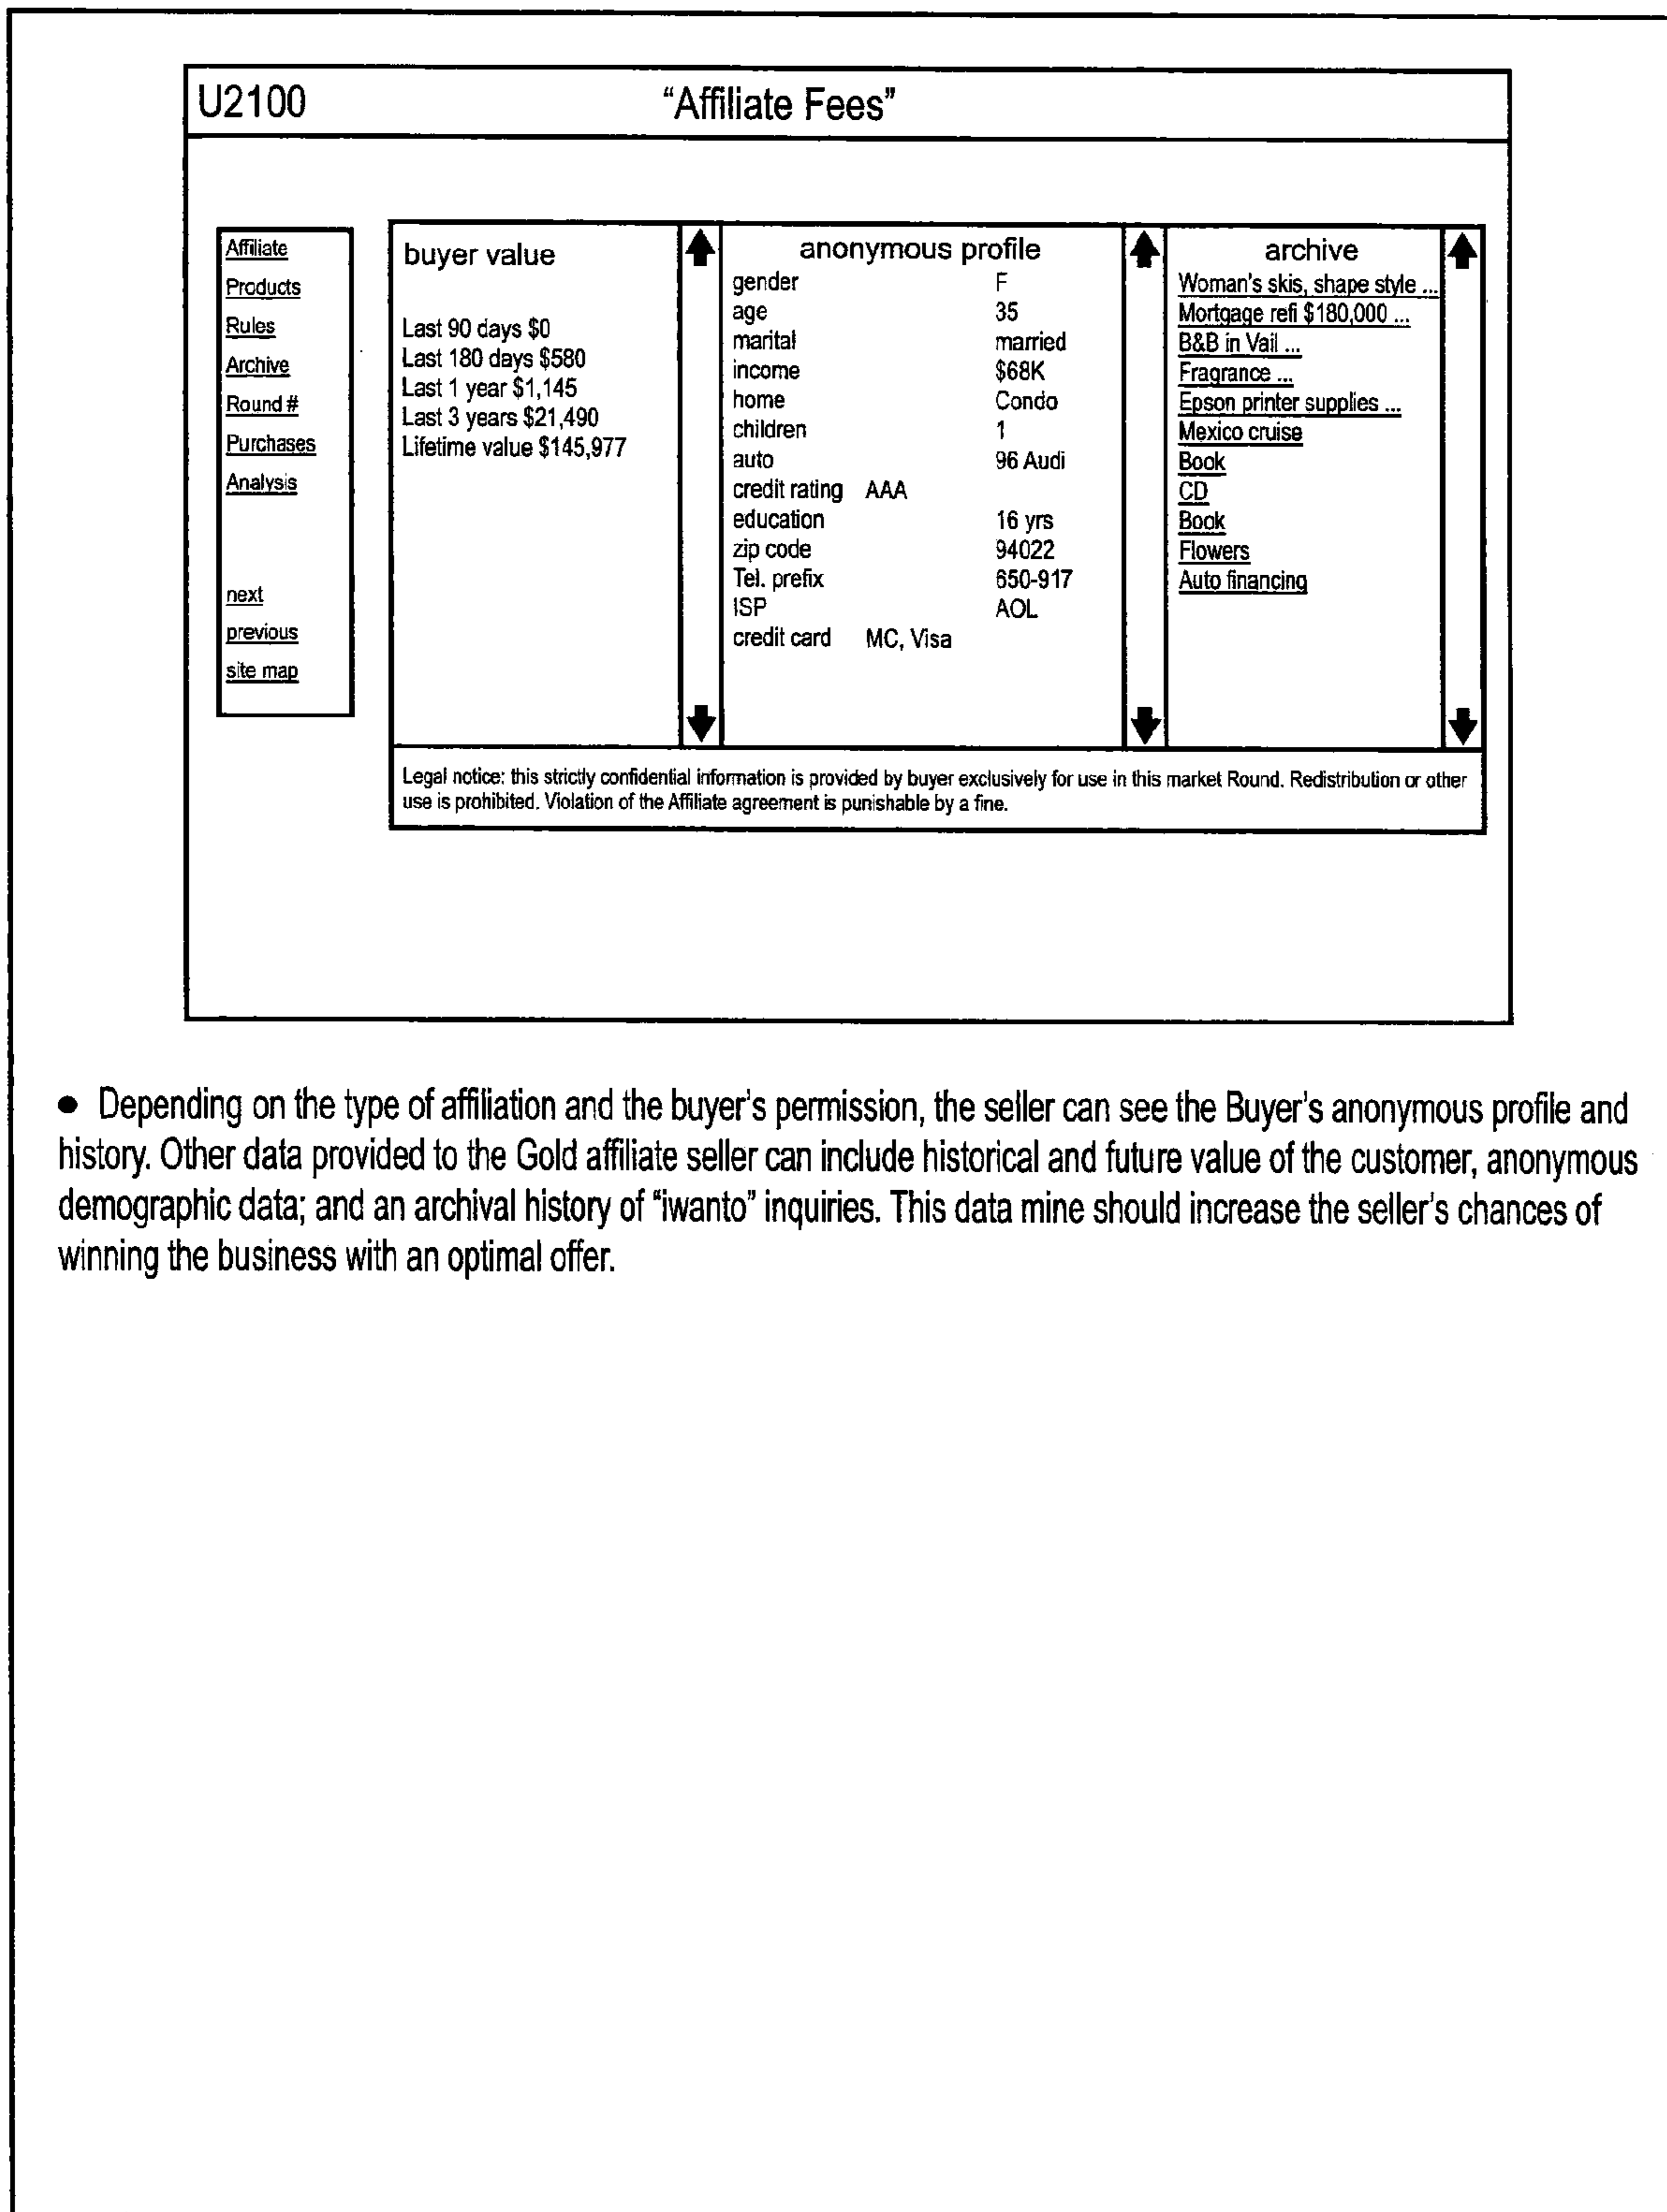 U2100 "Affiliate Fees"
Affiliate
Products
Rules
Archive
Round #
Purchases
Analysis
next
previous
site map
buyer value
Last 90 days $0
Last 180 days $580
Last 1 year $1,145
Last 3 years $21,490
Lifetime value $145,977
anonymous profile
gender F
age 35
marital married
income $68K
home Condo
children 1
auto 96 Audi
credit rating AAA
education 16 yrs
zip code 94022
Tel. prefix 650-917
ISP AOL
credit card MC, Visa
archive
Woman's skis, shape style ...
Mortgage refi $180,000 ...
B&B in Vail ...
Fragrance ...
Epson printer supplies ...
Mexico cruise
Book
CD
Book
Flowers
Auto financing
Legal notice: this strictly confidential information is provided by buyer exclusively for use in this market Round. Redistribution or other
use is prohibited. Violation of the Affiliate agreement is punishable by a fine.
• Depending on the type of affiliation and the buyer's permission, the seller can see the Buyer's anonymous profile and
history. Other data provided to the Gold affiliate seller can include historical and future value of the customer, anonymous
demographic data; and an archival history of "iwanto" inquiries. This data mine should increase the seller's chances of
winning the business with an optimal offer.